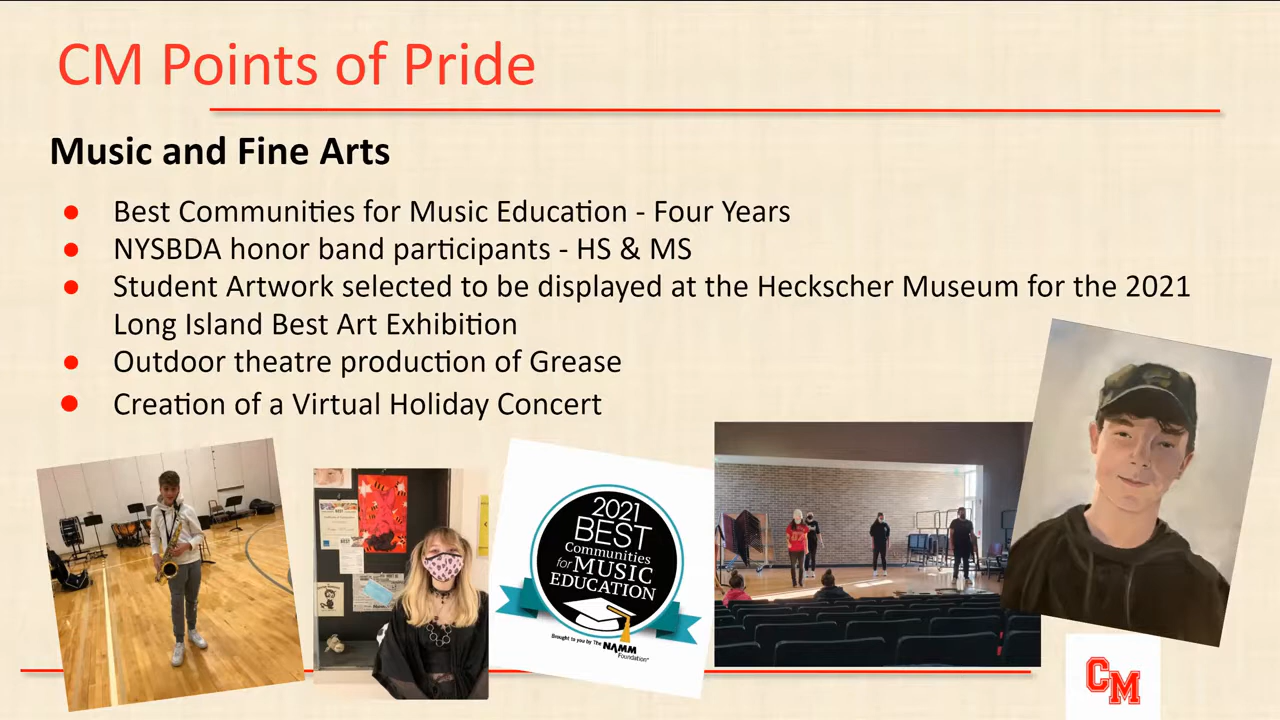 CM Points of Pride
Music and Fine Arts
● Best Communities for Music Education - Four Years
● NYSBDA honor band participants - HS & MS
● Student Artwork selected to be displayed at the Heckscher Museum for the 2021
Long Island Best Art Exhibition
● Outdoor theatre production of Grease
● Creation of a Virtual Holiday Concert
2021
BEST
Communities
for MUSIC
EDUCATION
Brought to you by The NAMM
Foundation
CM